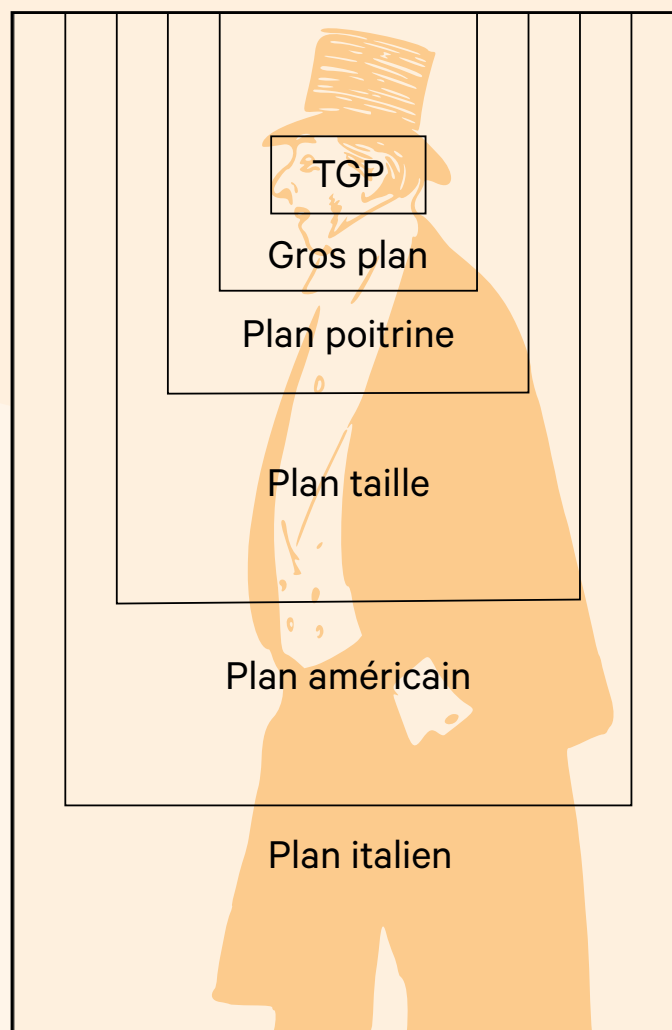 TGP
Gros plan
Plan poitrine
Plan taille
Plan américain
Plan italien